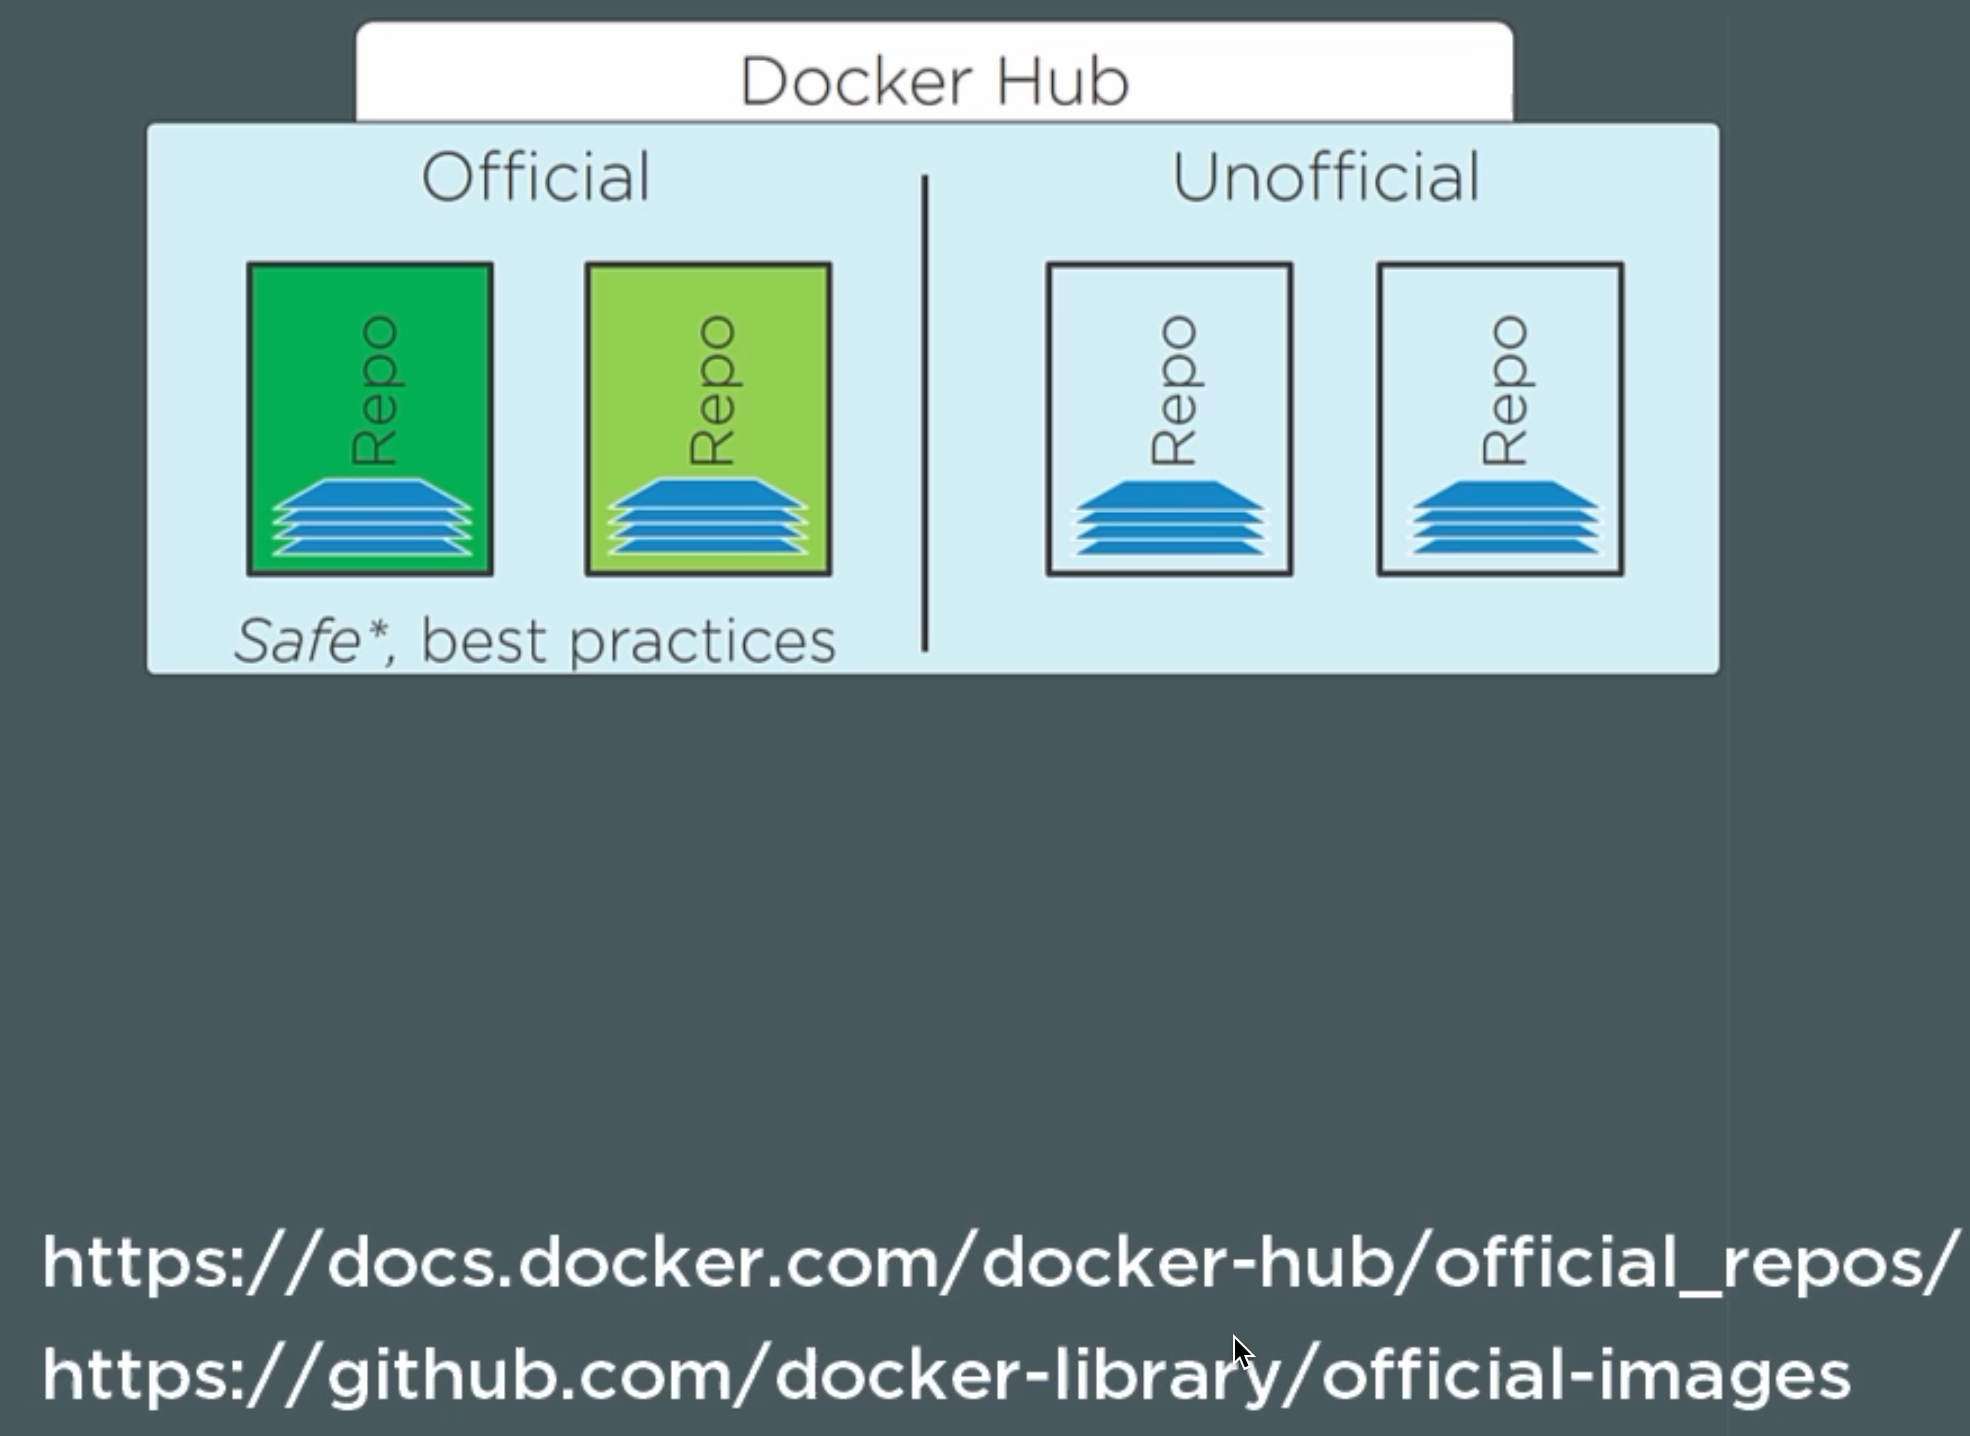 Docker Hub
Official
Unofficial
Repo
Repo
Repo
Repo
Safe*, best practices
https://docs.docker.com/docker-hub/official_repos/
https://github.com/docker-library/official-images